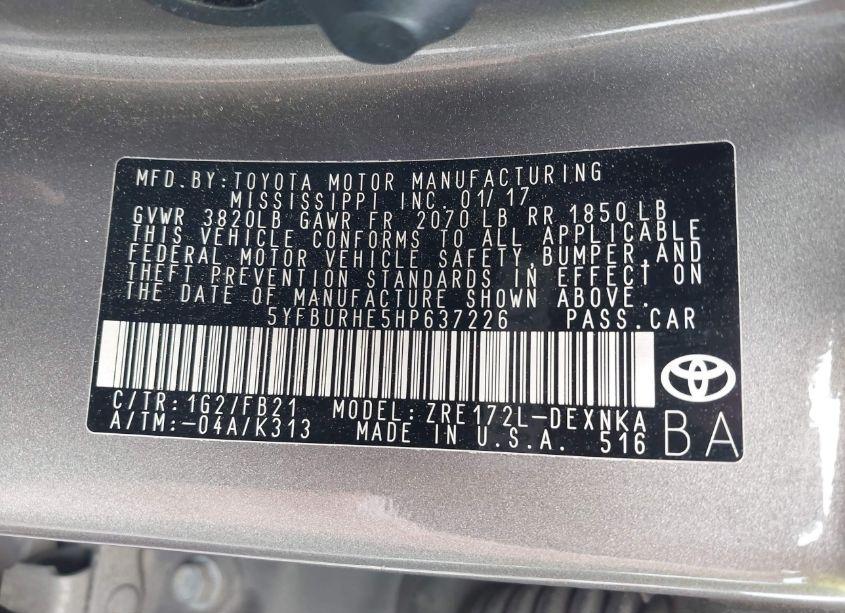 MFD.BY:TOYOTA MOTOR MANUFACTURING
MISSISSIPPI INC. 01/17
GVWR 3820LB GAWR FR 2070 LB RR 1850 LB
THIS VEHICLE CONFORMS TO ALL APPLICABLE
FEDERAL MOTOR VEHICLE SAFETY,BUMPER,AND
THEFT PREVENTION STANDARDS IN EFFECT ON
THE DATE OF MANUFACTURE SHOWN ABOVE.
5YFBURHE5HP637226 PASS.CAR
C/TR:1G2/FB21 MODEL:ZRE172L-DEXNKA
A/TM:-04A/K313 MADE IN U.S.A. 516
BA